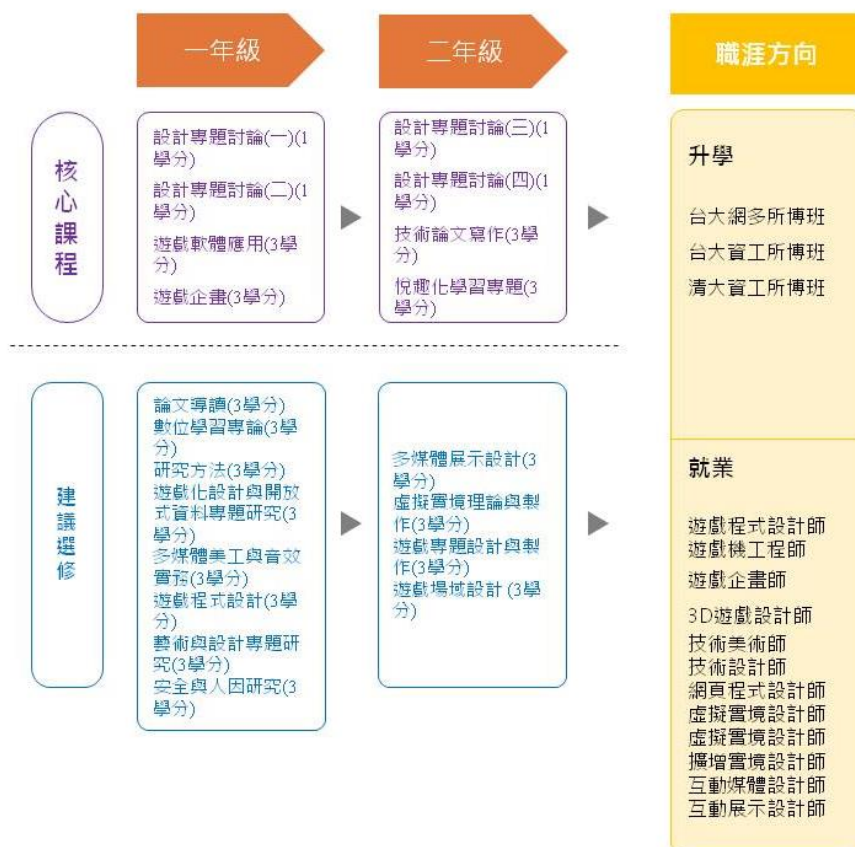 一年級
二年級
職涯方向
核
心
課
程
設計專題討論(一)(1
學分)
設計專題討論(二)(1
學分)
遊戲軟體應用(3學
分)
遊戲企畫(3學分)
設計專題討論(三)(1
學分)
設計專題討論(四)(1
學分)
技術論文寫作(3學
分)
悅趣化學習專題(3
學分)
升學
台大網多所博班
台大資工所博班
清大資工所博班
建
議
選
修
論文導讀(3學分)
數位學習專論(3學
分)
研究方法(3學分)
遊戲化設計與開放
式資料專題研究(3
學分)
多媒體美工與音效
實務(3學分)
遊戲程式設計(3學
分)
藝術與設計專題研
究(3學分)
安全與人因研究(3
學分)
多媒體展示設計(3
學分)
虛擬實境理論與製
作(3學分)
遊戲專題設計與製
作(3學分)
遊戲場域設計 (3學
分)
就業
遊戲程式設計師
遊戲機工程師
遊戲企畫師
3D遊戲設計師
技術美術師
技術設計師
網頁程式設計師
虛擬實境設計師
虛擬實境設計師
擴增實境設計師
互動媒體設計師
互動展示設計師